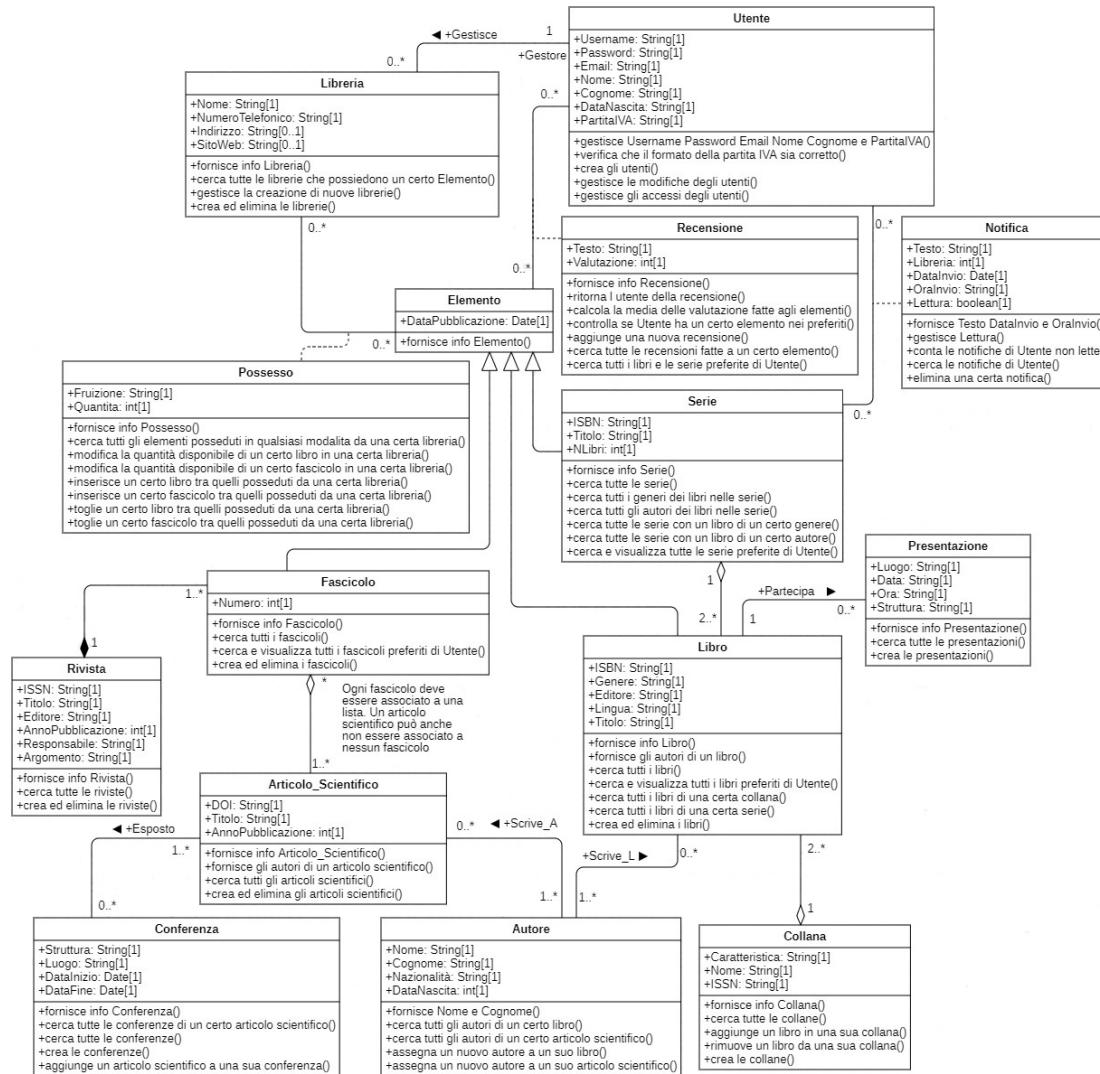 Utente
+Username: String[1]
+Password: String[1]
+Email: String[1]
+Nome: String[1]
+Cognome: String[1]
+DataNascita: String[1]
+PartitaIVA: String[1]
+gestisce Username Password Email Nome Cognome e PartitaIVA()
+verifica che il formato della partita IVA sia corretto()
+crea gli utenti()
+gestisce le modifiche degli utenti()
+gestisce gli accessi degli utenti()
◄ +Gestisce
1
+Gestore
0..*
0..*
Libreria
+Nome: String[1]
+NumeroTelefonico: String[1]
+Indirizzo: String[0..1]
+SitoWeb: String[0..1]
+fornisce info Libreria()
+cerca tutte le librerie che possiedono un certo Elemento()
+gestisce la creazione di nuove librerie()
+crea ed elimina le librerie()
0..*
0..*
Recensione
+Testo: String[1]
+Valutazione: int[1]
+fornisce info Recensione()
+ritorna l utente della recensione()
+calcola la media delle valutazione fatte agli elementi()
+controlla se Utente ha un certo elemento nei preferiti()
+aggiunge una nuova recensione()
+cerca tutte le recensioni fatte a un certo elemento()
+cerca tutti i libri e le serie preferite di Utente()
Notifica
+Testo: String[1]
+Libreria: int[1]
+DataInvio: Date[1]
+OraInvio: String[1]
+Lettura: boolean[1]
+fornisce Testo DataInvio e OraInvio()
+gestisce Lettura()
+conta le notifiche di Utente non lette
+cerca le notifiche di Utente()
+elimina una certa notifica()
0..*
Elemento
+DataPubblicazione: Date[1]
+fornisce info Elemento()
0..*
Possesso
+Fruizione: String[1]
+Quantita: int[1]
+fornisce info Possesso()
+cerca tutti gli elementi posseduti in qualsiasi modalita da una certa libreria()
+modifica la quantità disponibile di un certo libro in una certa libreria()
+modifica la quantità disponibile di un certo fascicolo in una certa libreria()
+inserisce un certo libro tra quelli posseduti da una certa libreria()
+inserisce un certo fascicolo tra quelli posseduti da una certa libreria()
+toglie un certo libro tra quelli posseduti da una certa libreria()
+toglie un certo fascicolo tra quelli posseduti da una certa libreria()
0..*
Serie
+ISBN: String[1]
+Titolo: String[1]
+NLibri: int[1]
+fornisce info Serie()
+cerca tutte le serie()
+cerca tutti i generi dei libri nelle serie()
+cerca tutti gli autori dei libri nelle serie()
+cerca tutte le serie con un libro di un certo genere()
+cerca tutte le serie con un libro di un certo autore()
+cerca e visualizza tutte le serie preferite di Utente()
Presentazione
+Luogo: String[1]
+Data: String[1]
+Ora: String[1]
+Struttura: String[1]
+fornisce info Presentazione()
+cerca tutte le presentazioni()
+crea le presentazioni()
1
+Partecipa ►
0..*
2..*
1
1..*
Fascicolo
+Numero: int[1]
+fornisce info Fascicolo()
+cerca tutti i fascicoli()
+cerca e visualizza tutti i fascicoli preferiti di Utente()
+crea ed elimina i fascicoli()
1
Rivista
+ISSN: String[1]
+Titolo: String[1]
+Editore: String[1]
+AnnoPubblicazione: int[1]
+Responsabile: String[1]
+Argomento: String[1]
+fornisce info Rivista()
+cerca tutte le riviste()
+crea ed elimina le riviste()
*
Ogni fascicolo deve
essere associato a una
lista. Un articolo
scientifico può anche
non essere associato a
nessun fascicolo
1..*
Libro
+ISBN: String[1]
+Genere: String[1]
+Editore: String[1]
+Lingua: String[1]
+Titolo: String[1]
+fornisce info Libro()
+fornisce gli autori di un libro()
+cerca tutti i libri()
+cerca e visualizza tutti i libri preferiti di Utente()
+cerca tutti i libri di una certa collana()
+cerca tutti i libri di una certa serie()
+crea ed elimina i libri()
Articolo_Scientifico
+DOI: String[1]
+Titolo: String[1]
+AnnoPubblicazione: int[1]
+fornisce info Articolo_Scientifico()
+fornisce gli autori di un articolo scientifico()
+cerca tutti gli articoli scientifici()
+crea ed elimina gli articoli scientifici()
◄ +Esposto
1..*
0..*
0..*
◄ +Scrive_A
1..*
+Scrive_L ►
0..*
1..*
2..*
1
Conferenza
+Struttura: String[1]
+Luogo: String[1]
+DataInizio: Date[1]
+DataFine: Date[1]
+fornisce info Conferenza()
+cerca tutte le conferenze di un certo articolo scientifico()
+cerca tutte le conferenze()
+crea le conferenze()
+aggiunge un articolo scientifico a una sua conferenza()
Autore
+Nome: String[1]
+Cognome: String[1]
+Nazionalità: String[1]
+DataNascita: int[1]
+fornisce Nome e Cognome()
+cerca tutti gli autori di un certo libro()
+cerca tutti gli autori di un certo articolo scientifico()
+assegna un nuovo autore a un suo libro()
+assegna un nuovo autore a un suo articolo scientifico()
Collana
+Caratteristica: String[1]
+Nome: String[1]
+ISSN: String[1]
+fornisce info Collana()
+cerca tutte le collane()
+aggiunge un libro in una sua collana()
+rimuove un libro da una sua collana()
+crea le collane()